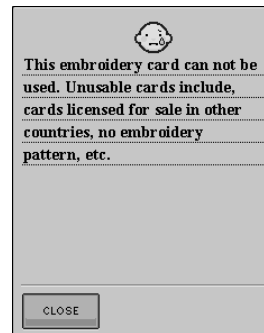 This embroidery card can not be
used. Unusable cards include,
cards licensed for sale in other
countries, no embroidery
pattern, etc.
CLOSE